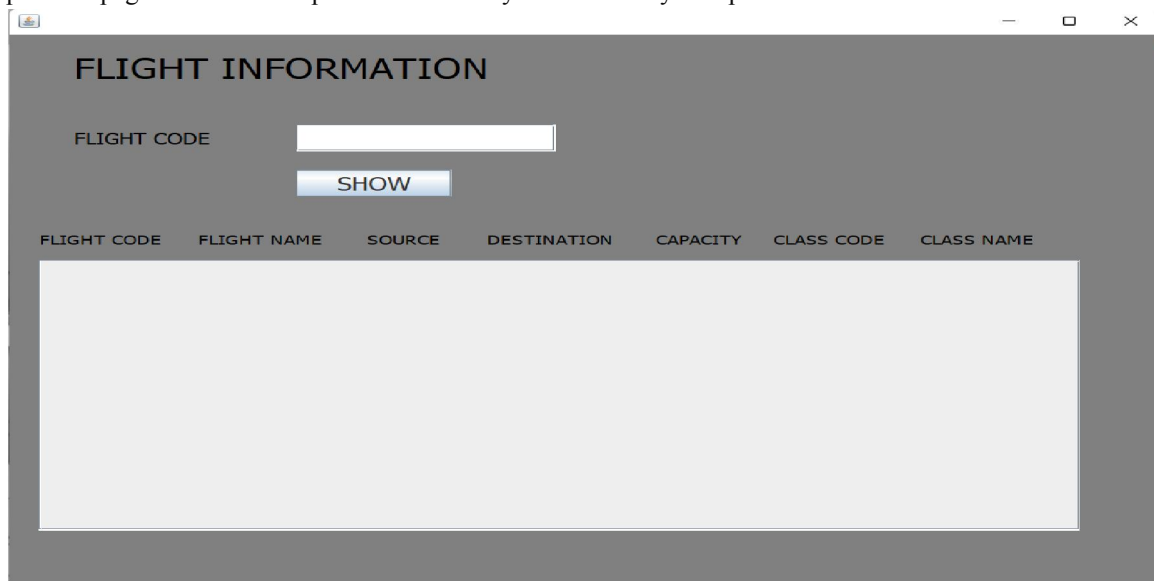 FLIGHT INFORMATION
FLIGHT CODE
SHOW
FLIGHT CODE FLIGHT NAME SOURCE DESTINATION CAPACITY CLASS CODE CLASS NAME